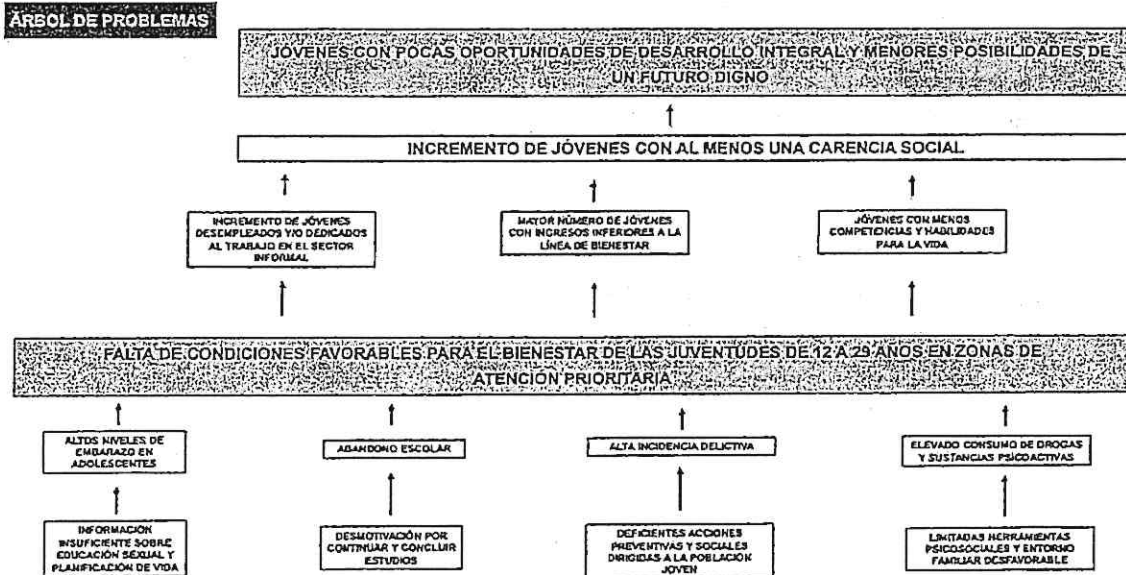 ÁRBOL DE PROBLEMAS
JÓVENES CON POCAS OPORTUNIDADES DE DESARROLLO INTEGRAL Y MENORES POSIBILIDADES DE
UN FUTURO DIGNO
INCREMENTO DE JÓVENES CON AL MENOS UNA CARENCIA SOCIAL
INCREMENTO DE JÓVENES
DESEMPLEADOS Y/O DEDICADOS
AL TRABAJO EN EL SECTOR
INFORMAL
MAYOR NÚMERO DE JÓVENES
CON INGRESOS INFERIORES A LA
LÍNEA DE BIENESTAR
JÓVENES CON MENOS
COMPETENCIAS Y HABILIDADES
PARA LA VIDA
FALTA DE CONDICIONES FAVORABLES PARA EL BIENESTAR DE LAS JUVENTUDES DE 12 A 29 AÑOS EN ZONAS DE
ATENCIÓN PRIORITARIA
ALTOS NIVELES DE
EMBARAZO EN
ADOLESCENTES
ABANDONO ESCOLAR
ALTA INCIDENCIA DELICTIVA
ELEVADO CONSUMO DE DROGAS
Y SUSTANCIAS PSICOACTIVAS
INFORMACIÓN
INSUFICIENTE SOBRE
EDUCACIÓN SEXUAL Y
PLANIFICACIÓN DE VIDA
DESMOTIVACIÓN POR
CONTINUAR Y CONCLUIR
ESTUDIOS
DEFICIENTES ACCIONES
PREVENTIVAS Y SOCIALES
DIRIGIDAS A LA POBLACIÓN
JOVEN
LIMITADAS HERRAMIENTAS
PSICOSOCIALES Y ENTORNO
FAMILIAR DESFAVORABLE